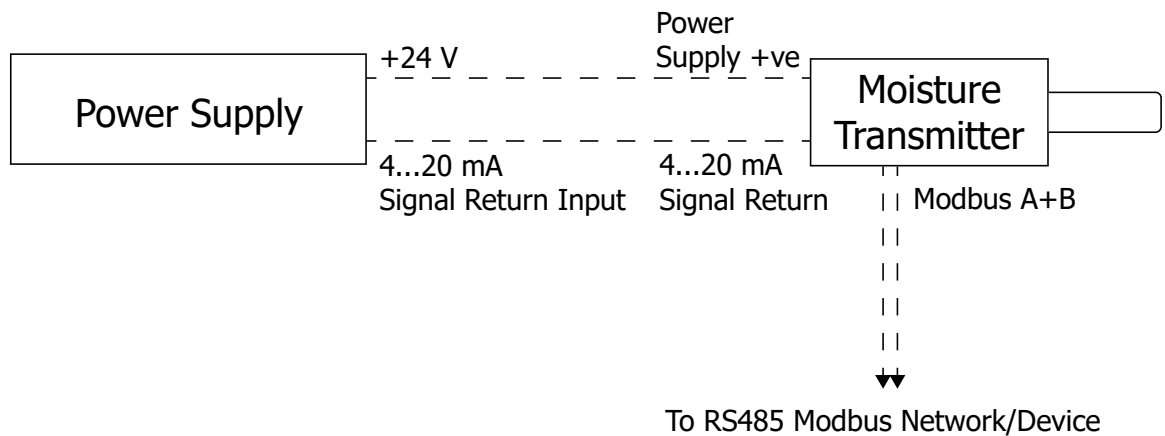 Power Supply
+24 V
4...20 mA
Signal Return Input
Power
Supply +ve
4...20 mA
Signal Return
Moisture
Transmitter
Modbus A+B
To RS485 Modbus Network/Device